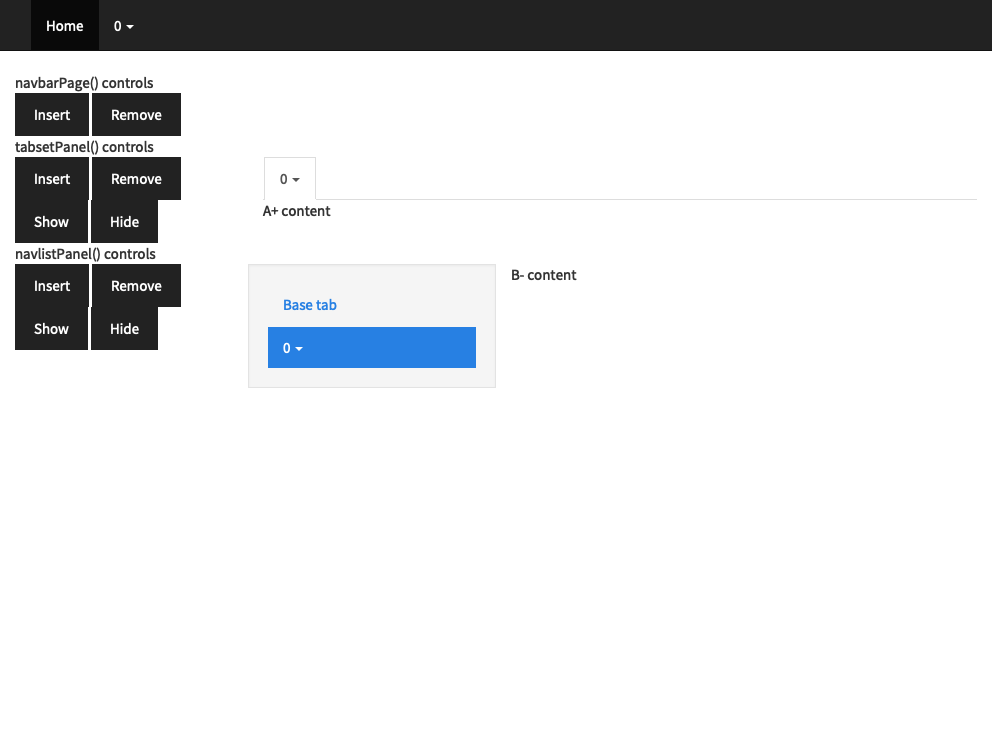 Home 0
navbarPage() controls
Insert Remove
tabsetPanel() controls
Insert Remove
0
Show Hide
A+ content
navlistPanel() controls
Insert Remove
Show Hide
Base tab
0
B- content